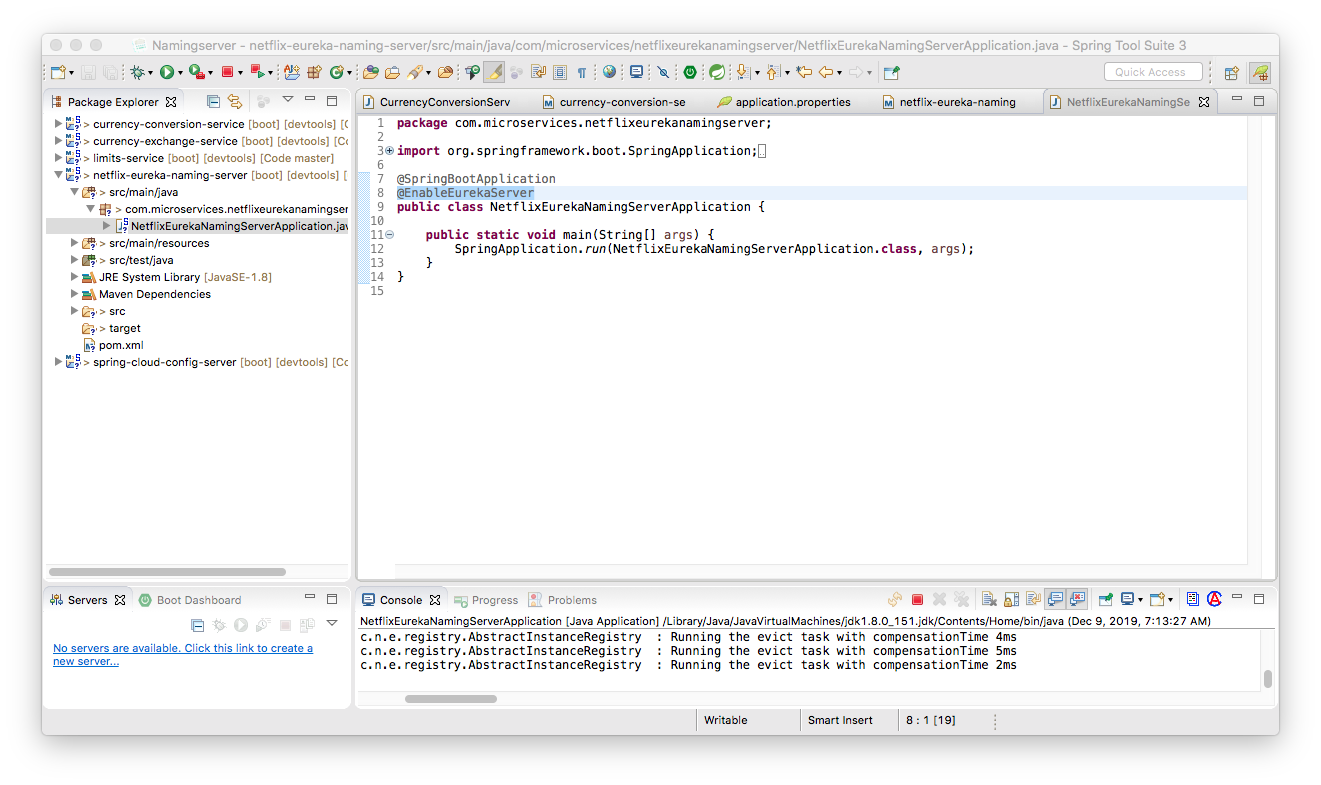 Namingserver – netflix-eureka-naming-server/src/main/java/com/microservices/netflixeurekanamingserver/NetflixEurekaNamingServerApplication.java – Spring Tool Suite 3
Quick Access
Package Explorer
> currency-conversion-service [boot] [devtools] [C
> currency-exchange-service [boot] [devtools] [Co
> limits-service [boot] [devtools] [Code master]
> netflix-eureka-naming-server [boot] [devtools] [
> src/main/java
> com.microservices.netflixeurekanamingser
NetflixEurekaNamingServerApplication.jav
> src/main/resources
> src/test/java
JRE System Library [JavaSE-1.8]
Maven Dependencies
> src
> target
pom.xml
> spring-cloud-config-server [boot] [devtools] [Co
CurrencyConversionServ currency-conversion-se application.properties netflix-eureka-naming NetflixEurekaNamingSe
1 package com.microservices.netflixeurekanamingserver;
2
3 import org.springframework.boot.SpringApplication;
6
7 @SpringBootApplication
8 @EnableEurekaServer
9 public class NetflixEurekaNamingServerApplication {
10
11 public static void main(String[] args) {
12 SpringApplication.run(NetflixEurekaNamingServerApplication.class, args);
13 }
14 }
15
Servers Boot Dashboard
No servers are available. Click this link to create a
new server...
Console Progress Problems
NetflixEurekaNamingServerApplication [Java Application] /Library/Java/JavaVirtualMachines/jdk1.8.0_151.jdk/Contents/Home/bin/java (Dec 9, 2019, 7:13:27 AM)
c.n.e.registry.AbstractInstanceRegistry : Running the evict task with compensationTime 4ms
c.n.e.registry.AbstractInstanceRegistry : Running the evict task with compensationTime 5ms
c.n.e.registry.AbstractInstanceRegistry : Running the evict task with compensationTime 2ms
Writable Smart Insert 8 : 1 [19]